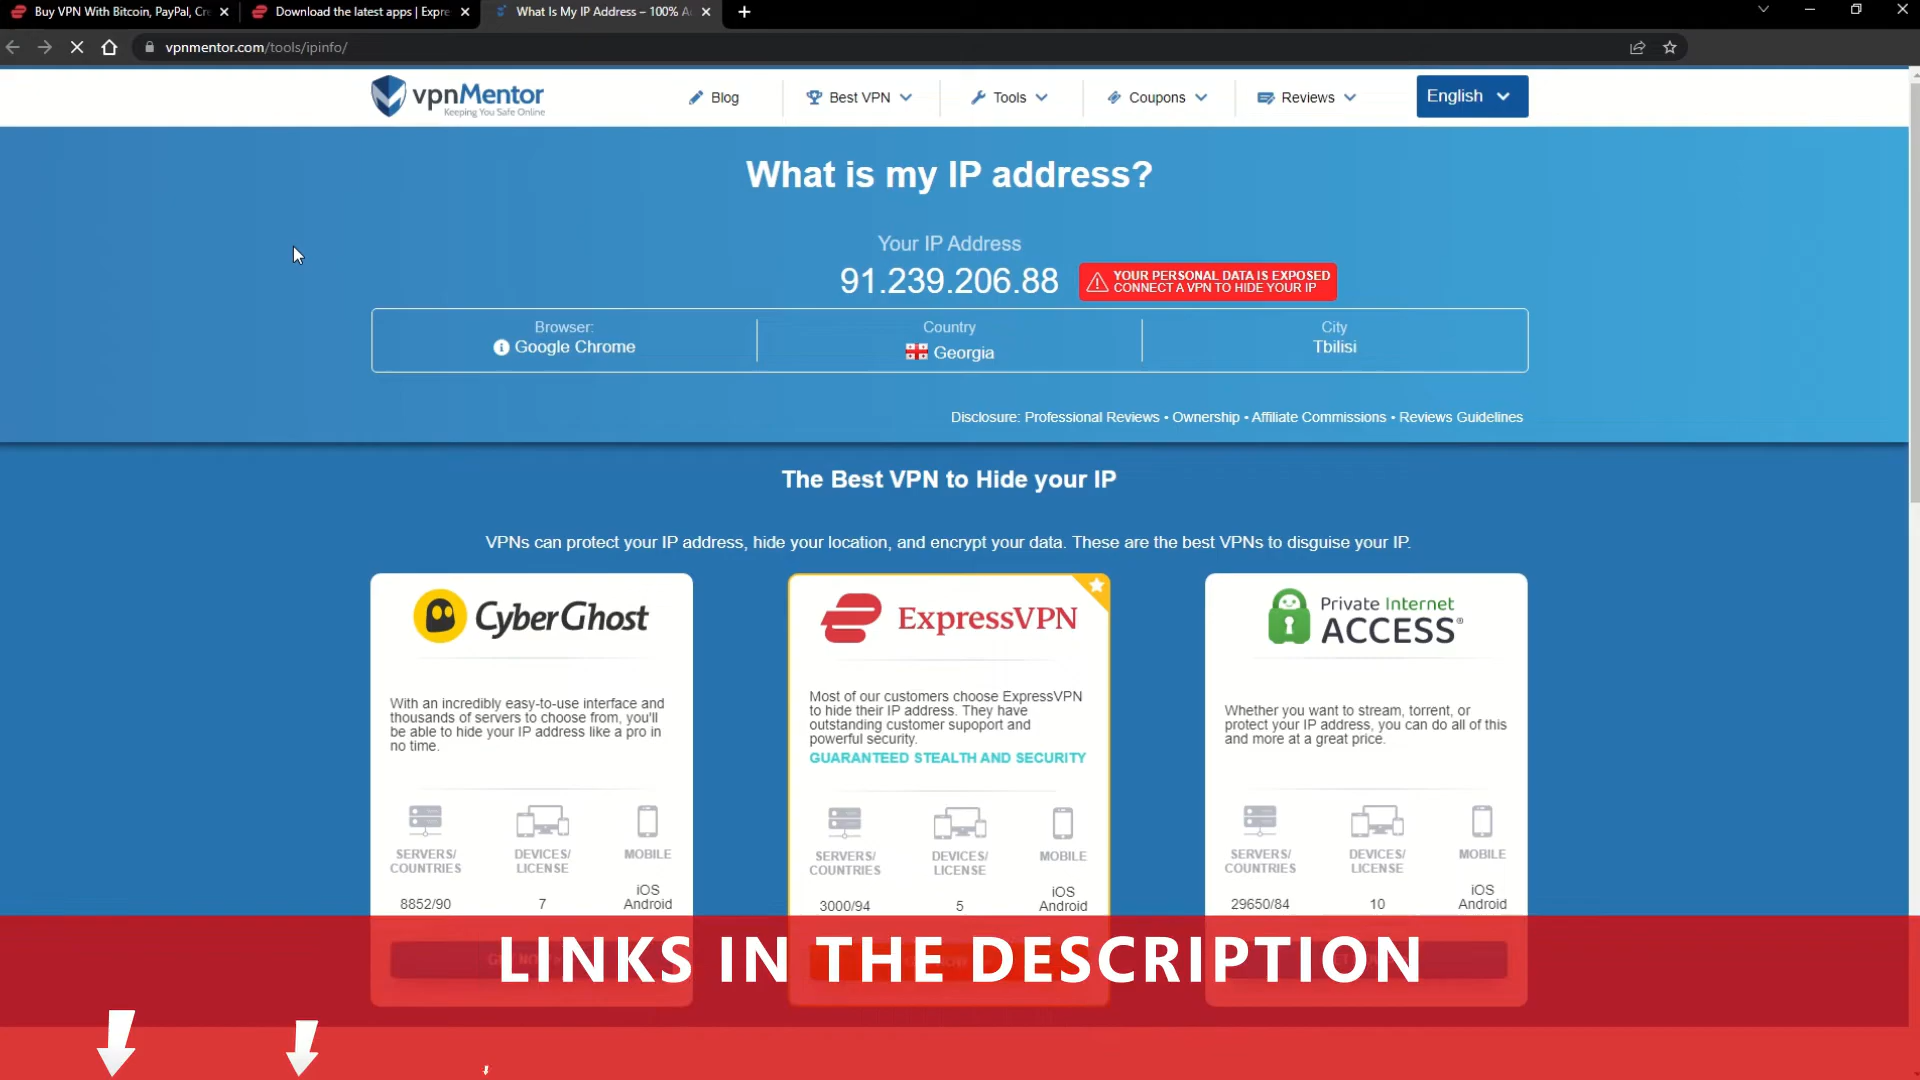 Buy VPN With Bitcoin, PayPal, Cr
Download the latest apps | Expre
What Is My IP Address – 100% A
vpnmentor.com/tools/ipinfo/
vpnMentor
Keeping You Safe Online
Blog
Best VPN
Tools
Coupons
Reviews
English
What is my IP address?
Your IP Address
91.239.206.88
YOUR PERSONAL DATA IS EXPOSED
CONNECT A VPN TO HIDE YOUR IP
Browser:
Google Chrome
Country
Georgia
City
Tbilisi
Disclosure: Professional Reviews • Ownership • Affiliate Commissions • Reviews Guidelines
The Best VPN to Hide your IP
VPNs can protect your IP address, hide your location, and encrypt your data. These are the best VPNs to disguise your IP.
CyberGhost
With an incredibly easy-to-use interface and
thousands of servers to choose from, you'll
be able to hide your IP address like a pro in
no time.
SERVERS/
COUNTRIES
DEVICES/
LICENSE
MOBILE
8852/90
7
iOS
Android
ExpressVPN
Most of our customers choose ExpressVPN
to hide their IP address. They have
outstanding customer supoport and
powerful security.
GUARANTEED STEALTH AND SECURITY
SERVERS/
COUNTRIES
DEVICES/
LICENSE
MOBILE
3000/94
5
iOS
Android
Private Internet
ACCESS®
Whether you want to stream, torrent, or
protect your IP address, you can do all of this
and more at a great price.
SERVERS/
COUNTRIES
DEVICES/
LICENSE
MOBILE
29650/84
10
iOS
Android
LINKS IN THE DESCRIPTION